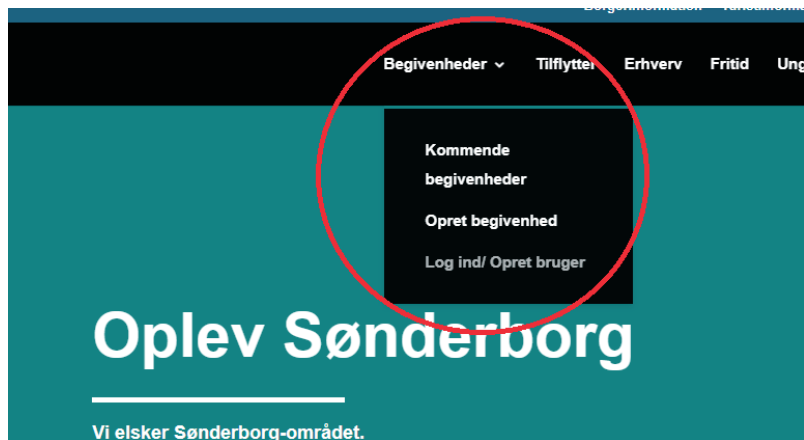 Begivenheder Tilflytter Erhverv Fritid
Kommende
begivenheder
Opret begivenhed
Log ind/ Opret bruger
Oplev Sønderborg
Vi elsker Sønderborg-området.